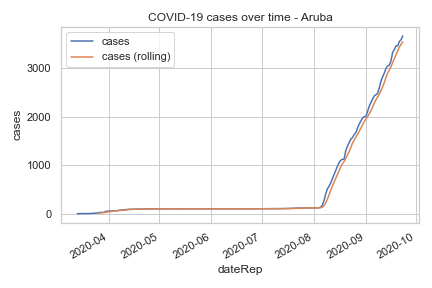 COVID-19 cases over time - Aruba
cases
cases (rolling)
cases
3000
2000
1000
0
2020-04
2020-05
2020-06
2020-07
2020-08
2020-09
2020-10
dateRep